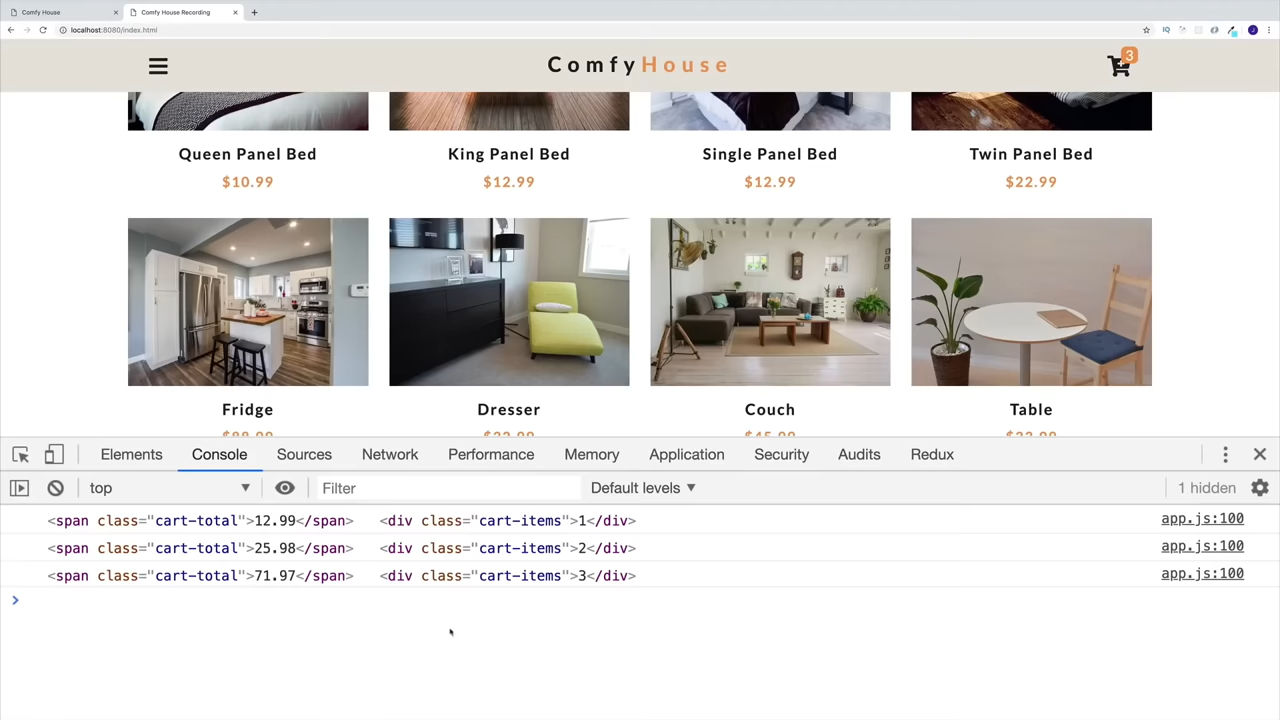 Comfy House
Comfy House Recording
localhost:8080/index.html
ComfyHouse
3
Queen Panel Bed
King Panel Bed
Single Panel Bed
Twin Panel Bed
$10.99
$12.99
$12.99
$22.99
Fridge
Dresser
Couch
Table
Elements
Console
Sources
Network
Performance
Memory
Application
Security
Audits
Redux
top
Filter
Default levels
1 hidden
<span class="cart-total">12.99</span> <div class="cart-items">1</div> app.js:100
<span class="cart-total">25.98</span> <div class="cart-items">2</div> app.js:100
<span class="cart-total">71.97</span> <div class="cart-items">3</div> app.js:100